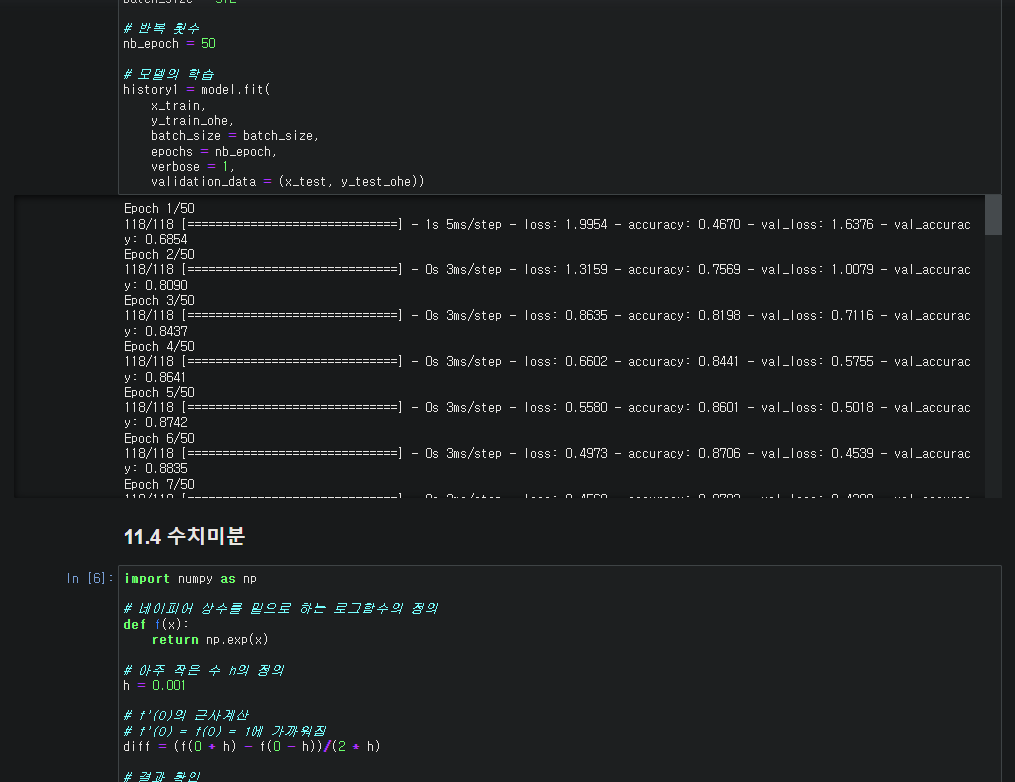 # 반복 횟수
nb_epoch = 50
# 모델의 학습
history1 = model.fit(
x_train,
y_train_ohe,
batch_size = batch_size,
epochs = nb_epoch,
verbose = 1,
validation_data = (x_test, y_test_ohe))
Epoch 1/50
118/118 [==============================] - 1s 5ms/step - loss: 1.9954 - accuracy: 0.4670 - val_loss: 1.6376 - val_accurac
y: 0.6854
Epoch 2/50
118/118 [==============================] - 0s 3ms/step - loss: 1.3159 - accuracy: 0.7569 - val_loss: 1.0079 - val_accurac
y: 0.8090
Epoch 3/50
118/118 [==============================] - 0s 3ms/step - loss: 0.8635 - accuracy: 0.8198 - val_loss: 0.7116 - val_accurac
y: 0.8437
Epoch 4/50
118/118 [==============================] - 0s 3ms/step - loss: 0.6602 - accuracy: 0.8441 - val_loss: 0.5755 - val_accurac
y: 0.8641
Epoch 5/50
118/118 [==============================] - 0s 3ms/step - loss: 0.5580 - accuracy: 0.8601 - val_loss: 0.5018 - val_accurac
y: 0.8742
Epoch 6/50
118/118 [==============================] - 0s 3ms/step - loss: 0.4973 - accuracy: 0.8706 - val_loss: 0.4539 - val_accurac
y: 0.8835
Epoch 7/50
11.4 수치미분
In [6]: import numpy as np
# 네이피어 상수를 밑으로 하는 로그함수의 정의
def f(x):
return np.exp(x)
# 아주 작은 수 h의 정의
h = 0.001
# f'(0)의 근사계산
# f'(0) = f(0) = 1에 가까워짐
diff = (f(0 + h) - f(0 - h))/(2 * h)
# 결과 확인